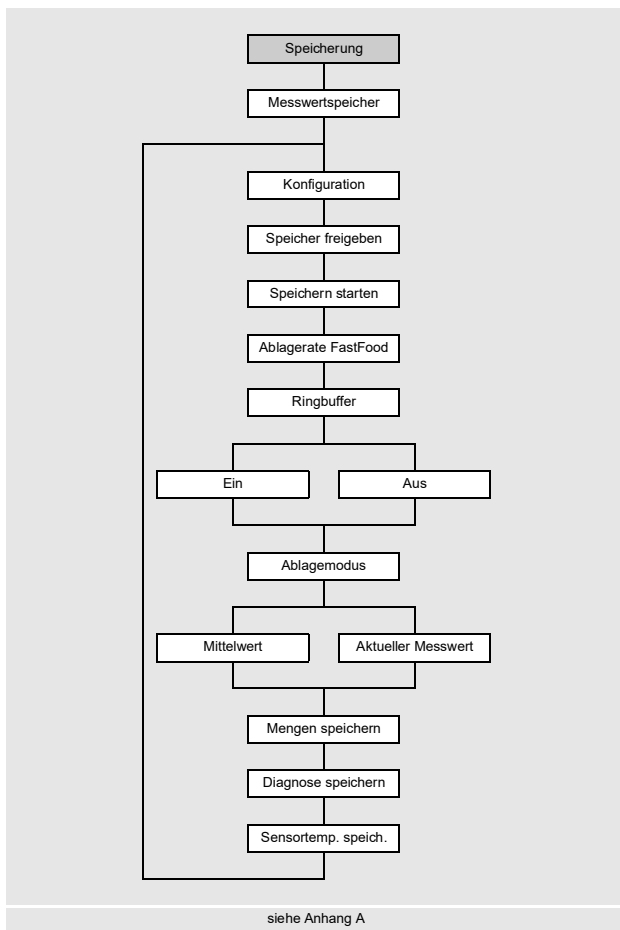 Speicherung
Messwertspeicher
Konfiguration
Speicher freigeben
Speichern starten
Ablagerate FastFood
Ringbuffer
Ein
Aus
Ablagemodus
Mittelwert
Aktueller Messwert
Mengen speichern
Diagnose speichern
Sensortemp. speich.
siehe Anhang A